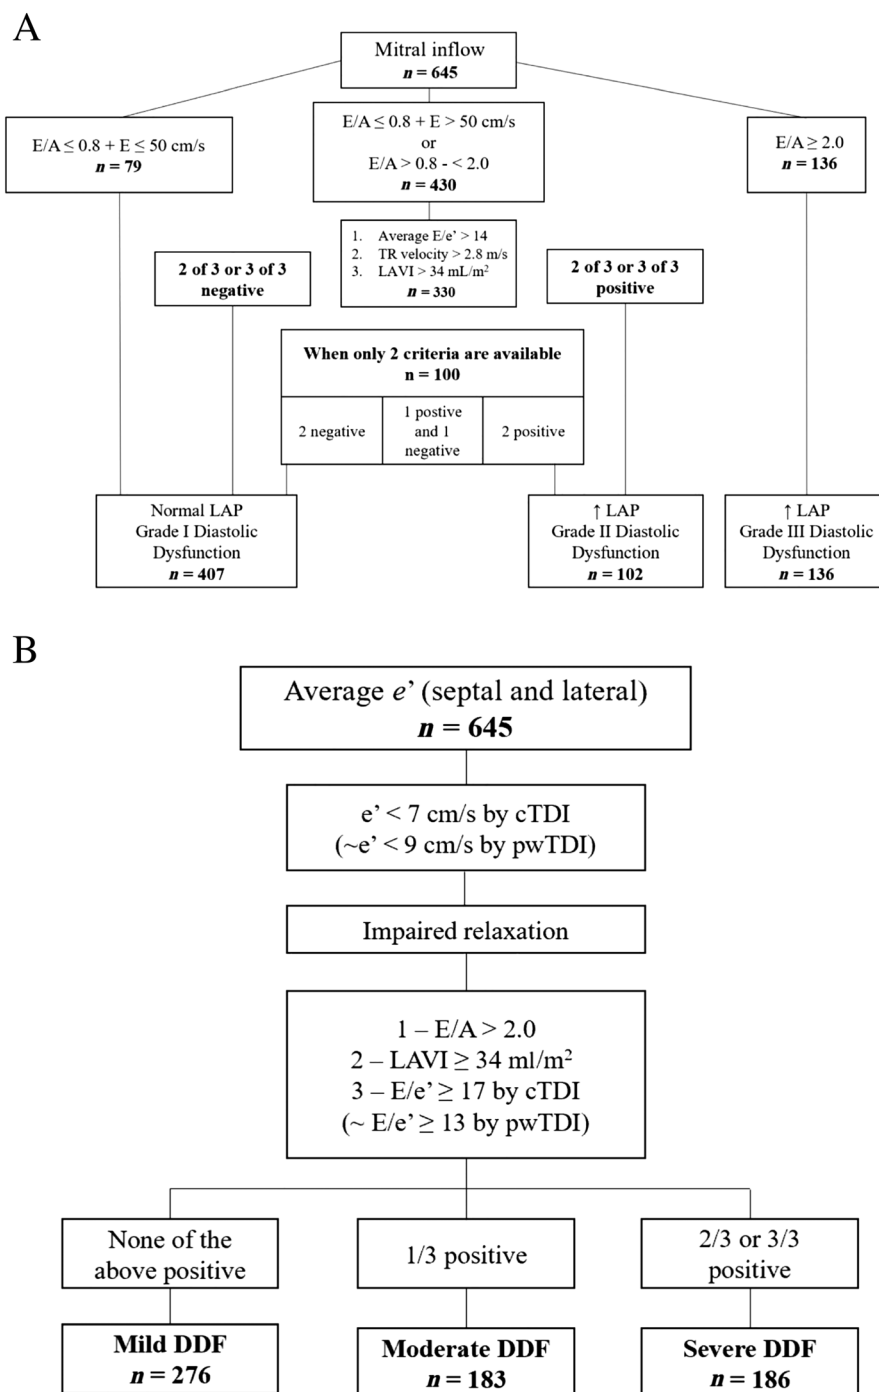 A
Mitral inflow
n = 645
E/A ≤ 0.8 + E ≤ 50 cm/s
n = 79
E/A ≤ 0.8 + E > 50 cm/s
or
E/A > 0.8 - < 2.0
n = 430
E/A ≥ 2.0
n = 136
1. Average E/e’ > 14
2. TR velocity > 2.8 m/s
3. LAVI > 34 mL/m²
n = 330
2 of 3 or 3 of 3
negative
2 of 3 or 3 of 3
positive
When only 2 criteria are available
n = 100
2 negative
1 postive
and 1
negative
2 positive
Normal LAP
Grade I Diastolic
Dysfunction
n = 407
↑ LAP
Grade II Diastolic
Dysfunction
n = 102
↑ LAP
Grade III Diastolic
Dysfunction
n = 136
B
Average e’ (septal and lateral)
n = 645
e’ < 7 cm/s by cTDI
(~e’ < 9 cm/s by pwTDI)
Impaired relaxation
1 – E/A > 2.0
2 – LAVI ≥ 34 ml/m²
3 – E/e’ ≥ 17 by cTDI
(~ E/e’ ≥ 13 by pwTDI)
None of the
above positive
1/3 positive
2/3 or 3/3
positive
Mild DDF
n = 276
Moderate DDF
n = 183
Severe DDF
n = 186